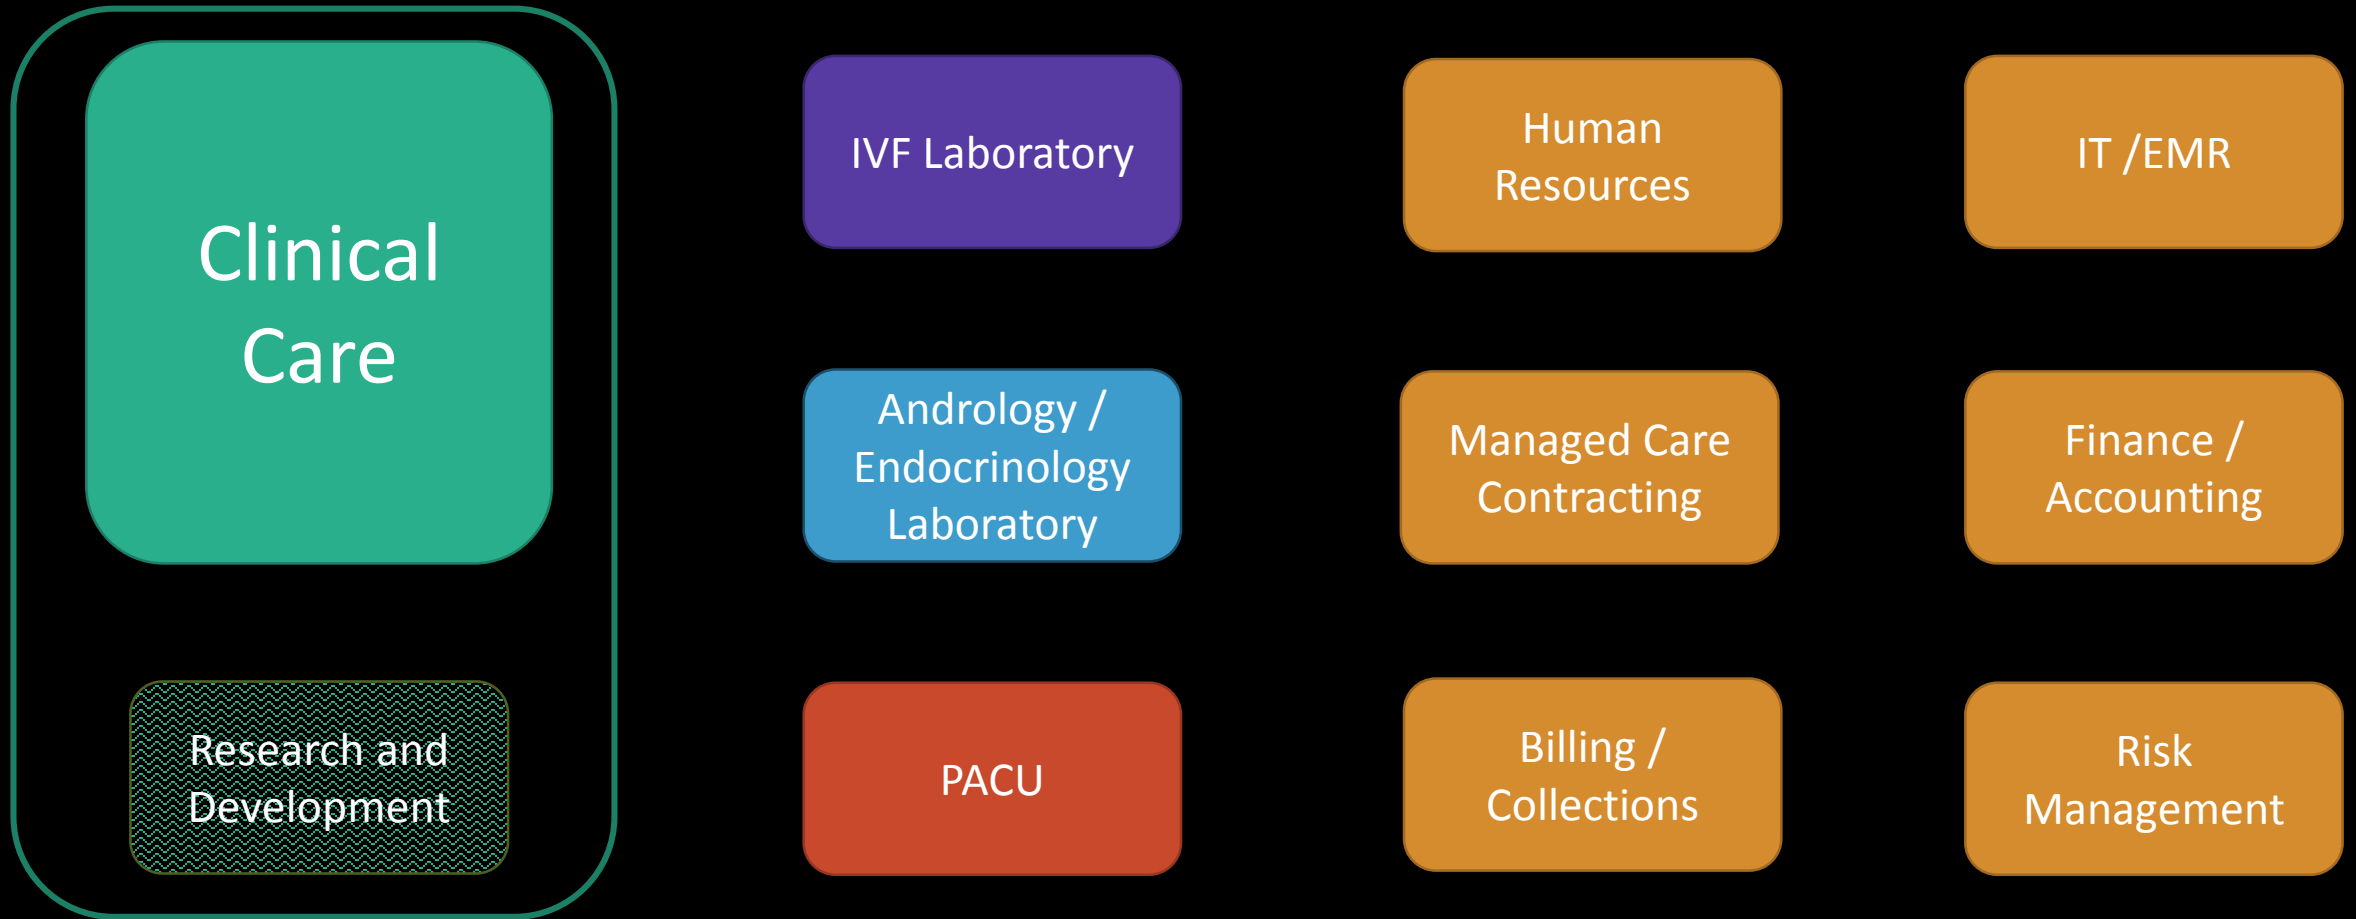 Clinical
Care
Research and
Development
IVF Laboratory
Andrology /
Endocrinology
Laboratory
PACU
Human
Resources
Managed Care
Contracting
Billing /
Collections
IT /EMR
Finance /
Accounting
Risk
Management